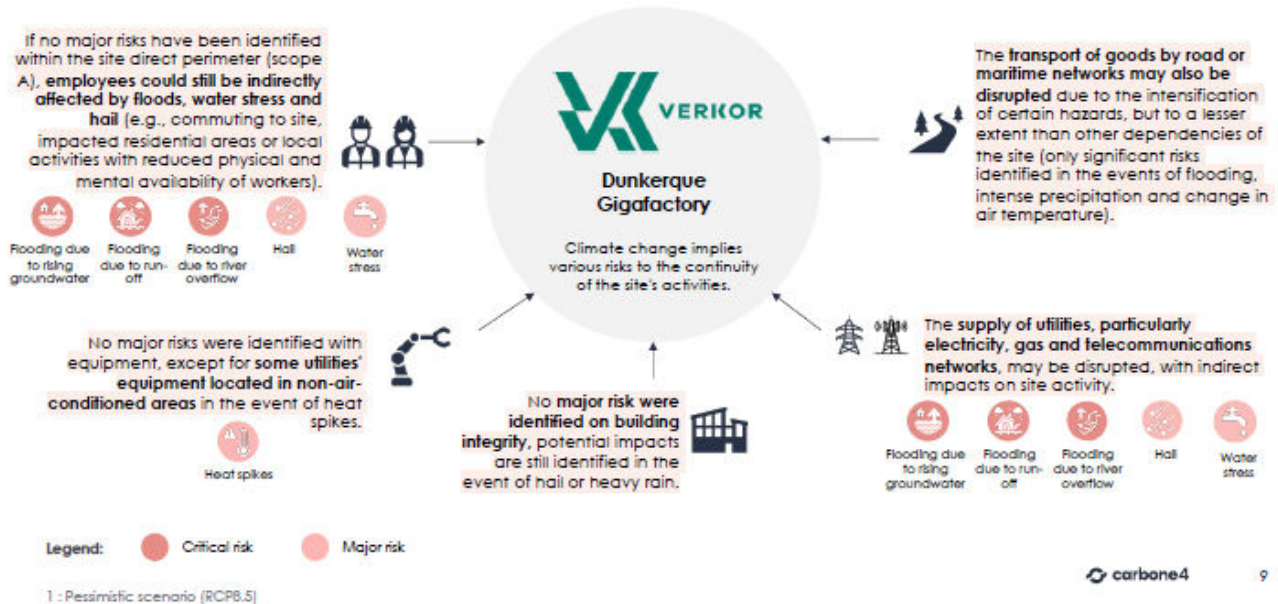 If no major risks have been identified
within the site direct perimeter (scope
A), employees could still be indirectly
affected by floods, water stress and
hail (e.g., commuting to site,
impacted residential areas or local
activities with reduced physical and
mental availability of workers).
Flooding due
to rising
groundwater
Flooding
due to run-
off
Flooding
due to river
overflow
Hail
Water
stress
VERKOR
Dunkerque
Gigafactory
Climate change implies
various risks to the continuity
of the site's activities.
The transport of goods by road or
maritime networks may also be
disrupted due to the intensification
of certain hazards, but to a lesser
extent than other dependencies of
the site (only significant risks
identified in the events of flooding,
intense precipitation and change in
air temperature).
No major risks were identified with
equipment, except for some utilities'
equipment located in non-air-
conditioned areas in the event of heat
spikes.
Heat spikes
No major risk were
identified on building
integrity, potential impacts
are still identified in the
event of hail or heavy rain.
The supply of utilities, particularly
electricity, gas and telecommunications
networks, may be disrupted, with indirect
impacts on site activity.
Flooding due
to rising
groundwater
Flooding
due to run-
off
Flooding
due to river
overflow
Hail
Water
stress
Legend:
Critical risk
Major risk
carbone4
9
1 : Pessimistic scenario (RCP8.5)